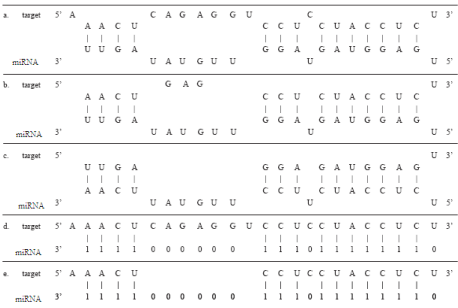 a. target 5' A C A G A G G U C U 3'
A A C U C C U C U A C C U C
| | | | | | | | | | | | | | |
U U G A G G A G A U G G A G
miRNA 3' U A U G U U U U 5'
b. target 5' G A G U 3'
A A C U C C U C U A C C U C
| | | | | | | | | | | | | | |
U U G A G G A G A U G G A G
miRNA 3' U A U G U U U U 5'
c. target 5' U 3'
U U G A G G A G A U G G A G
| | | | | | | | | | | | | | |
A A C U C C U C U A C C U C
miRNA 3' U A U G U U U U 5'
d. target 5' A A A C U C A G A G G U C C U C C U A C C U C U 3'
| | | | | | | | | | | | | | |
miRNA 3' 1 1 1 1 0 0 0 0 0 0 1 1 1 0 1 1 1 1 1 1 1 0 5'
e. target 5' A A A C U C C U C C U A C C U C U 3'
| | | | | | | | | | | | | | |
miRNA 3' 1 1 1 1 0 0 0 0 0 0 1 1 1 0 1 1 1 1 1 1 1 0 5'